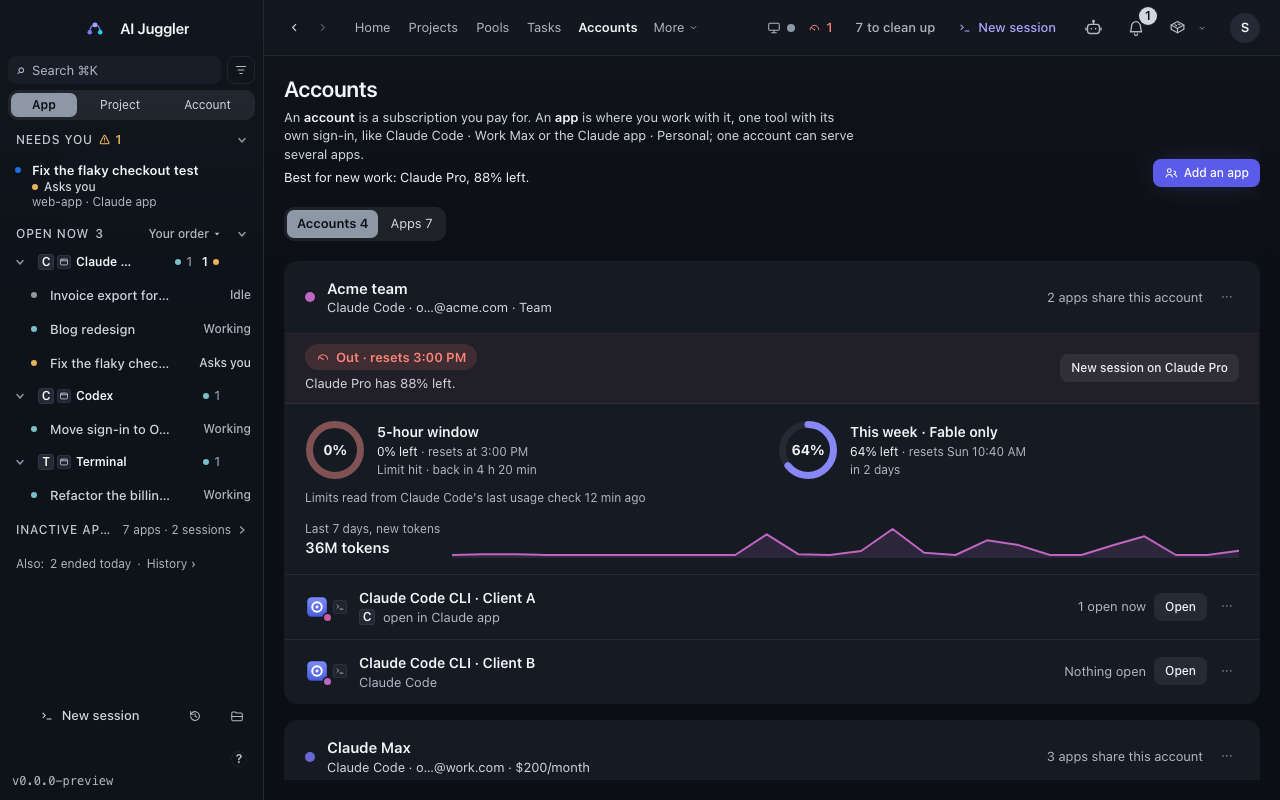 AI Juggler
Search ⌘K
App
Project
Account
NEEDS YOU 1
Fix the flaky checkout test
Asks you
web-app · Claude app
OPEN NOW 3
Your order
C Claude ...
1 1
Invoice export for...
Idle
Blog redesign
Working
Fix the flaky chec...
Asks you
C Codex
1
Move sign-in to O...
Working
T Terminal
1
Refactor the billin...
Working
INACTIVE AP...
7 apps · 2 sessions
Also: 2 ended today · History ›
New session
?
v0.0.0-preview
Home
Projects
Pools
Tasks
Accounts
More
1
7 to clean up
New session
1
S
Accounts
An account is a subscription you pay for. An app is where you work with it, one tool with its
own sign-in, like Claude Code · Work Max or the Claude app · Personal; one account can serve
several apps.
Best for new work: Claude Pro, 88% left.
Add an app
Accounts 4
Apps 7
Acme team
Claude Code · o...@acme.com · Team
2 apps share this account
Out · resets 3:00 PM
Claude Pro has 88% left.
New session on Claude Pro
0%
5-hour window
0% left · resets at 3:00 PM
Limit hit · back in 4 h 20 min
64%
This week · Fable only
64% left · resets Sun 10:40 AM
in 2 days
Limits read from Claude Code's last usage check 12 min ago
Last 7 days, new tokens
36M tokens
Claude Code CLI · Client A
C open in Claude app
1 open now
Open
Claude Code CLI · Client B
Claude Code
Nothing open
Open
Claude Max
Claude Code · o...@work.com · $200/month
3 apps share this account